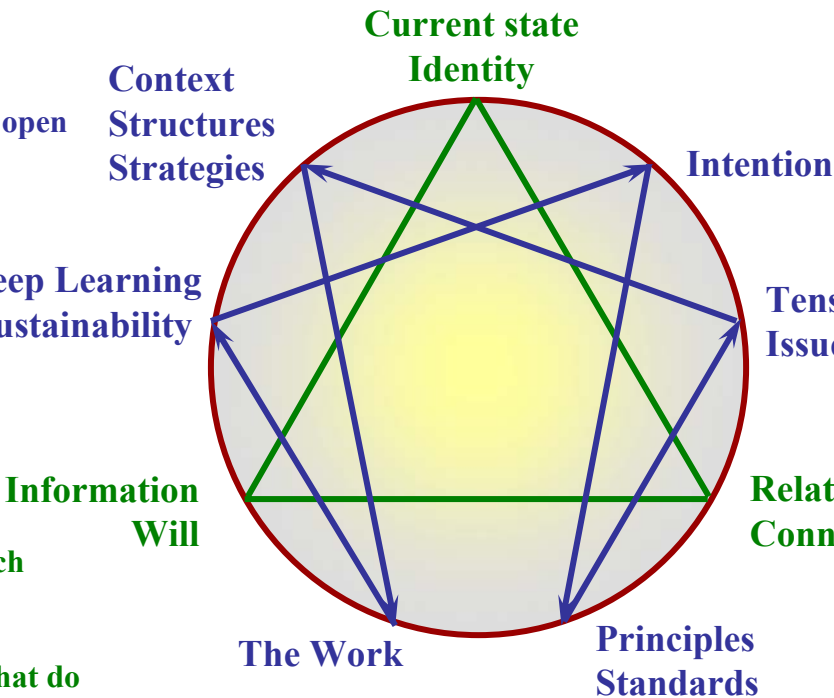 Current state
Identity
Context
Structures
Strategies
open
Intention
eep Learning
ustainability
Tens
Issu
Information
Will
Relat
Conn
ch
The Work
Principles
Standards
hat do